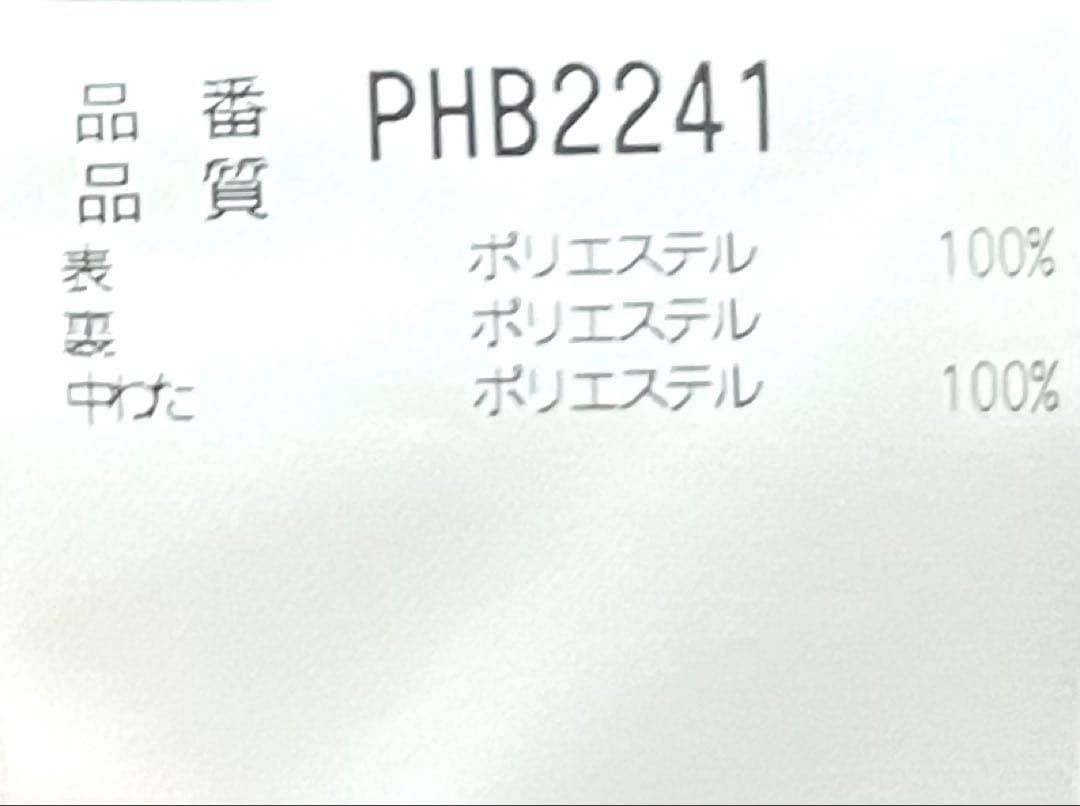 品番 PHB2241
品質
表 ポリエステル 100%
裏 ポリエステル
中わた ポリエステル 100%